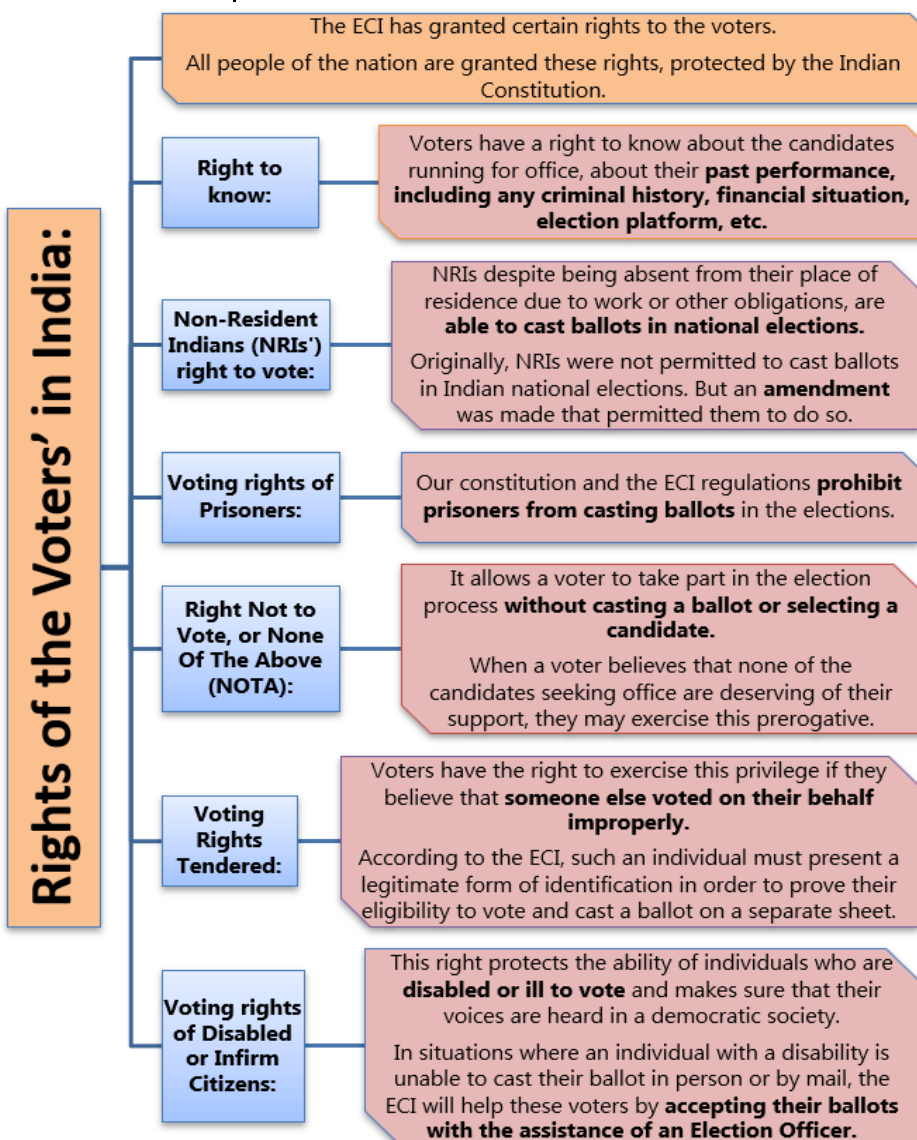 Rights of the Voters’ in India:
The ECI has granted certain rights to the voters.
All people of the nation are granted these rights, protected by the Indian
Constitution.
Right to
know:
Voters have a right to know about the candidates
running for office, about their past performance,
including any criminal history, financial situation,
election platform, etc.
Non-Resident
Indians (NRIs')
right to vote:
NRIs despite being absent from their place of
residence due to work or other obligations, are
able to cast ballots in national elections.
Originally, NRIs were not permitted to cast ballots
in Indian national elections. But an amendment
was made that permitted them to do so.
Voting rights of
Prisoners:
Our constitution and the ECI regulations prohibit
prisoners from casting ballots in the elections.
Right Not to
Vote, or None
Of The Above
(NOTA):
It allows a voter to take part in the election
process without casting a ballot or selecting a
candidate.
When a voter believes that none of the
candidates seeking office are deserving of their
support, they may exercise this prerogative.
Voting
Rights
Tendered:
Voters have the right to exercise this privilege if they
believe that someone else voted on their behalf
improperly.
According to the ECI, such an individual must present a
legitimate form of identification in order to prove their
eligibility to vote and cast a ballot on a separate sheet.
Voting rights
of Disabled
or Infirm
Citizens:
This right protects the ability of individuals who are
disabled or ill to vote and makes sure that their
voices are heard in a democratic society.
In situations where an individual with a disability is
unable to cast their ballot in person or by mail, the
ECI will help these voters by accepting their ballots
with the assistance of an Election Officer.